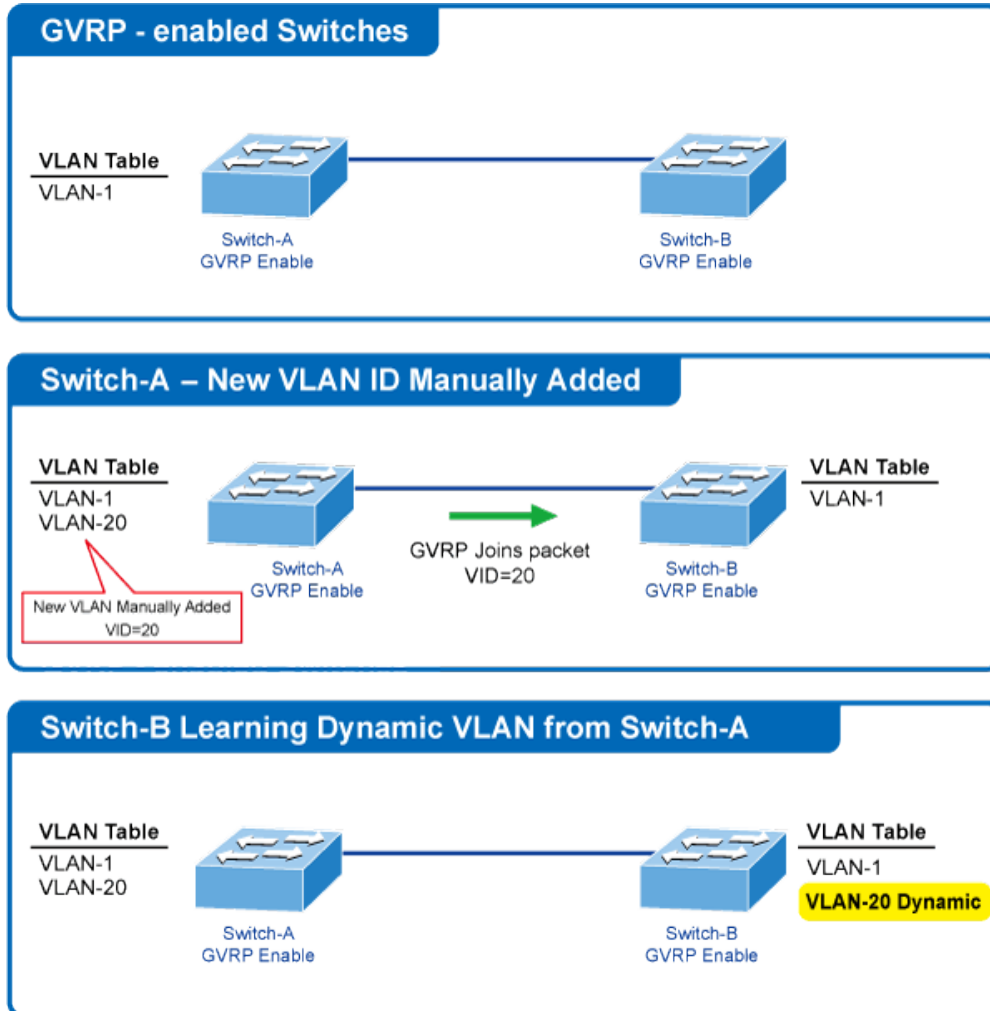 GVRP - enabled Switches
VLAN Table
VLAN-1
Switch-A
GVRP Enable
Switch-B
GVRP Enable
Switch-A – New VLAN ID Manually Added
VLAN Table
VLAN-1
VLAN-20
New VLAN Manually Added
VID=20
Switch-A
GVRP Enable
GVRP Joins packet
VID=20
Switch-B
GVRP Enable
VLAN Table
VLAN-1
Switch-B Learning Dynamic VLAN from Switch-A
VLAN Table
VLAN-1
VLAN-20
Switch-A
GVRP Enable
Switch-B
GVRP Enable
VLAN Table
VLAN-1
VLAN-20 Dynamic